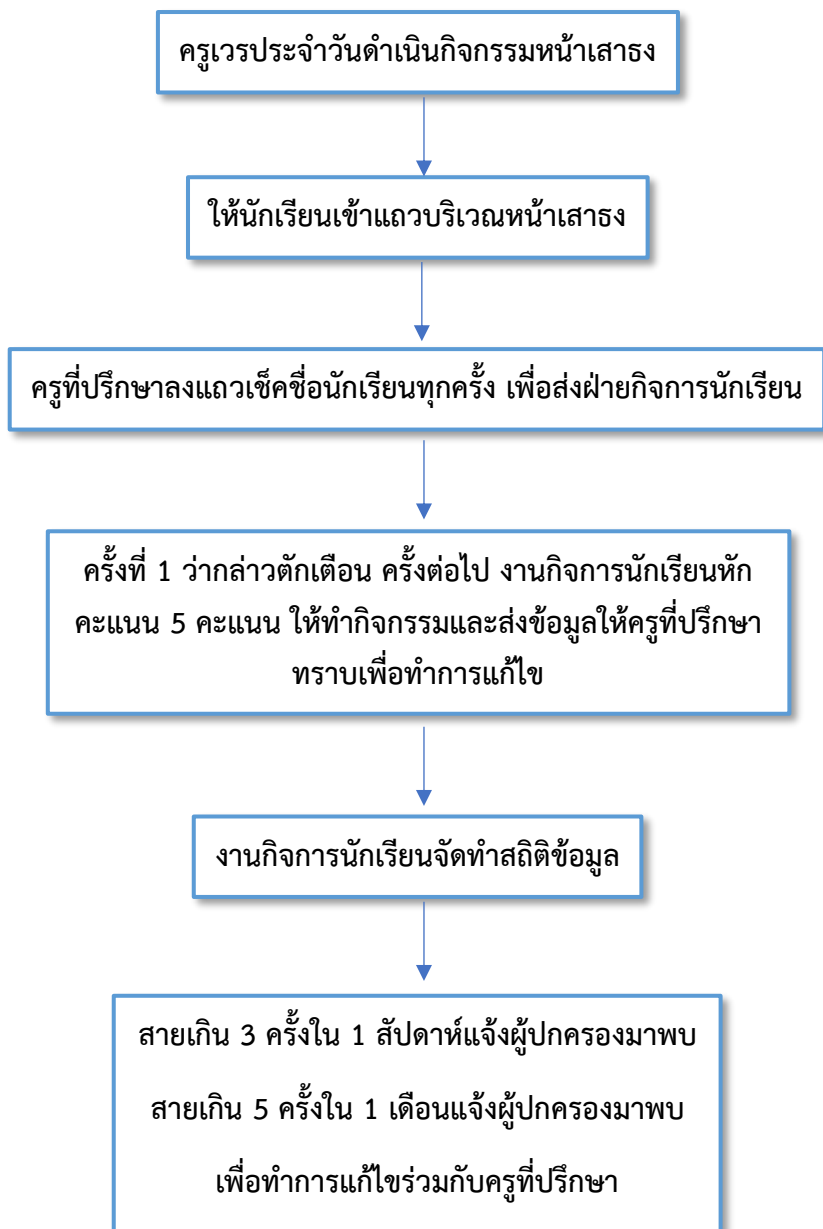 ครูเวรประจำวันดำเนินกิจกรรมหน้าเสาธง
ให้นักเรียนเข้าแถวบริเวณหน้าเสาธง
ครูที่ปรึกษาลงแถวเช็คชื่อนักเรียนทุกครั้ง เพื่อส่งฝ่ายกิจการนักเรียน
ครั้งที่ 1 ว่ากล่าวตักเตือน ครั้งต่อไป งานกิจการนักเรียนหัก
คะแนน 5 คะแนน ให้ทำกิจกรรมและส่งข้อมูลให้ครูที่ปรึกษา
ทราบเพื่อทำการแก้ไข
งานกิจการนักเรียนจัดทำสถิติข้อมูล
สายเกิน 3 ครั้งใน 1 สัปดาห์แจ้งผู้ปกครองมาพบ
สายเกิน 5 ครั้งใน 1 เดือนแจ้งผู้ปกครองมาพบ
เพื่อทำการแก้ไขร่วมกับครูที่ปรึกษา